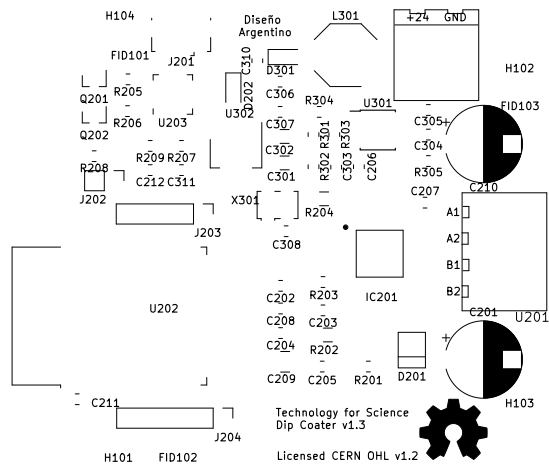 H104
Diseño
Argentino
L301
+24 GND
FID101
J201
C310
D301
H102
Q201
R205
D202
C306
R304
U301
FID103
U302
+
Q202
R206
U203
C307
R301
R303
C305
C304
R208
R209
R207
C302
R302
C303
C206
R305
C212
C311
C301
C207
C210
J202
X301
R204
A1
J203
C308
A2
B1
IC201
B2
U202
C202
R203
C201
U201
C208
C203
+
C204
R202
C211
C209
C205
R201
D201
H103
J204
Technology for Science
Dip Coater v1.3
H101
FID102
Licensed CERN OHL v1.2